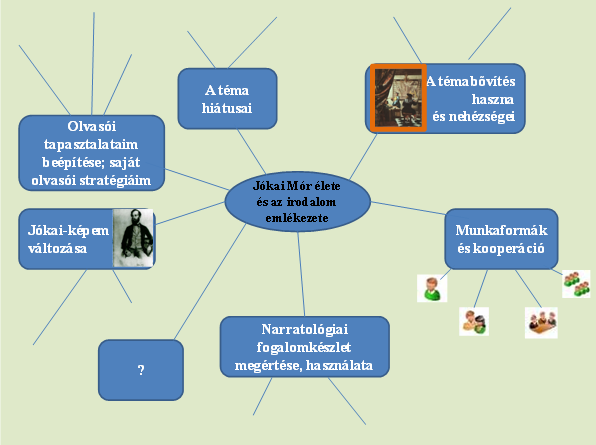 A téma
hiátusai
A témabővítés
haszna
és nehézségei
Olvasói
tapasztalataim
beépítése; saját
olvasói stratégiáim
Jókai Mór élete
és az irodalom
emlékezete
Jókai-képem
változása
Munkaformák
és kooperáció
Narratológiai
fogalomkészlet
megértése, használata
?